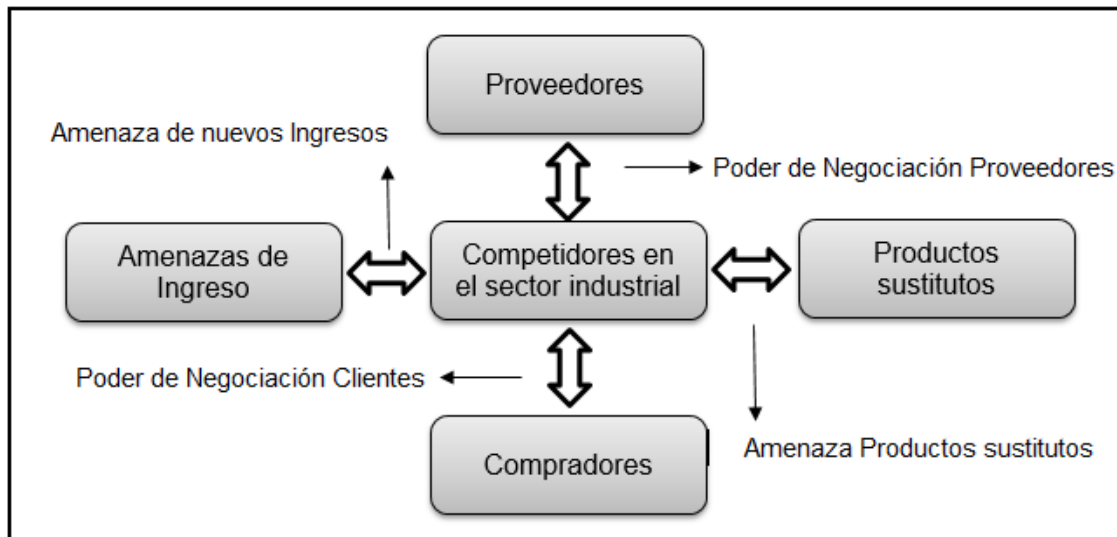 Proveedores
Amenaza de nuevos Ingresos
Poder de Negociación Proveedores
Amenazas de
Ingreso
Competidores en
el sector industrial
Productos
sustitutos
Poder de Negociación Clientes
Amenaza Productos sustitutos
Compradores